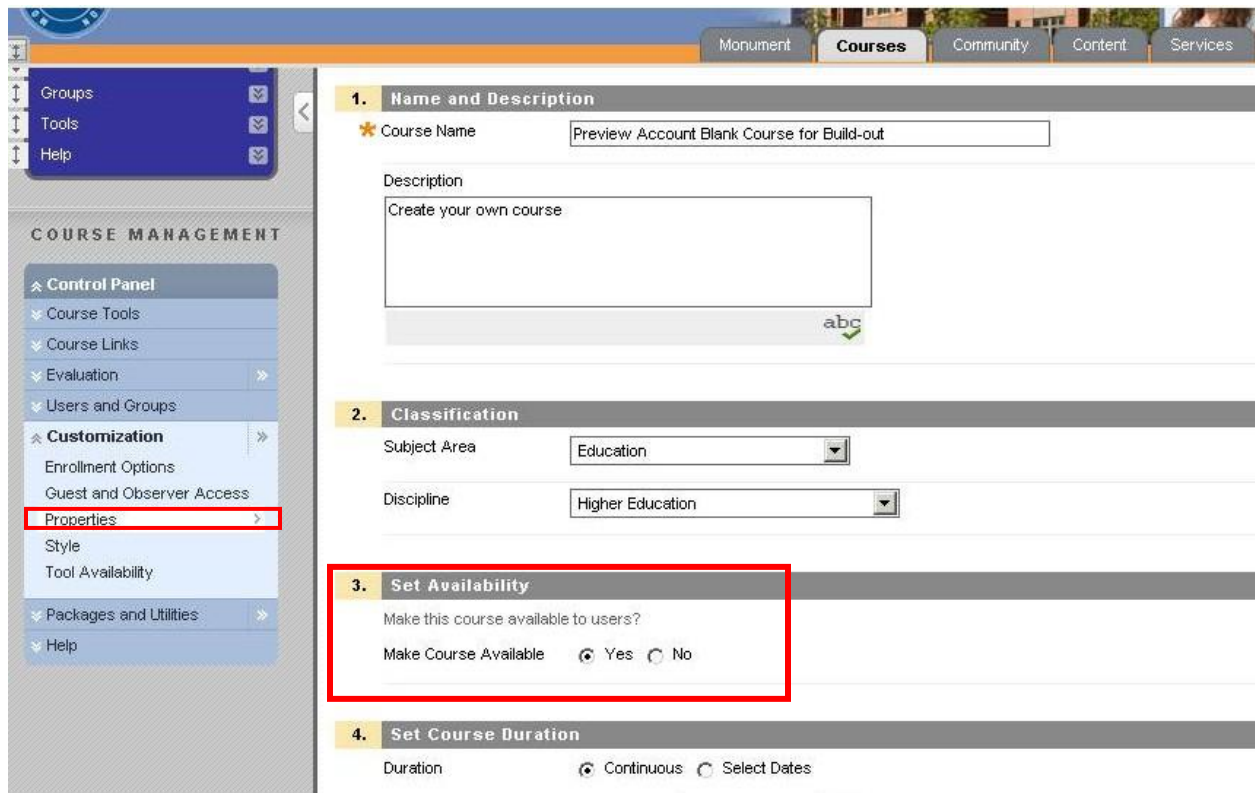 Monument
Courses
Community
Content
Services
Groups
Tools
Help
COURSE MANAGEMENT
Control Panel
Course Tools
Course Links
Evaluation
Users and Groups
Customization
Enrollment Options
Guest and Observer Access
Properties
Style
Tool Availability
Packages and Utilities
Help
1. Name and Description
Course Name Preview Account Blank Course for Build-out
Description
Create your own course
abc
2. Classification
Subject Area Education
Discipline Higher Education
3. Set Availability
Make this course available to users?
Make Course Available Yes No
4. Set Course Duration
Duration Continuous Select Dates